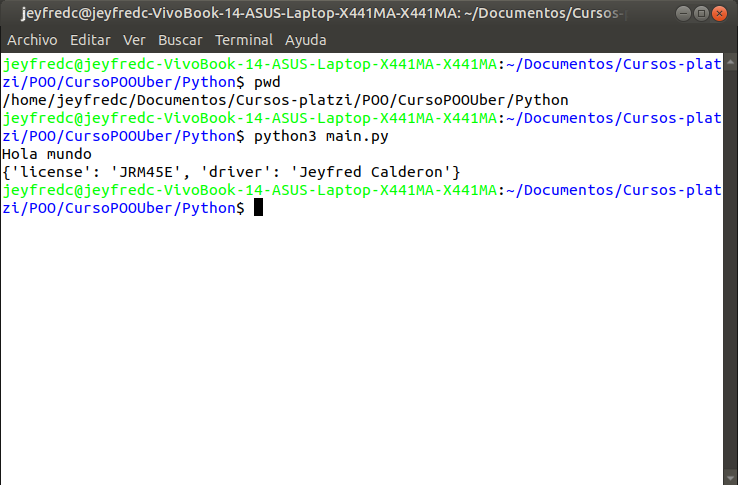 jeyfredc@jeyfredc-VivoBook-14-ASUS-Laptop-X441MA-X441MA: ~/Documentos/Cursos-
Archivo Editar Ver Buscar Terminal Ayuda
jeyfredc@jeyfredc-VivoBook-14-ASUS-Laptop-X441MA-X441MA:~/Documentos/Cursos-plat
zi/POO/CursoPOOUber/Python$ pwd
/home/jeyfredc/Documentos/Cursos-platzi/POO/CursoPOOUber/Python
jeyfredc@jeyfredc-VivoBook-14-ASUS-Laptop-X441MA-X441MA:~/Documentos/Cursos-plat
zi/POO/CursoPOOUber/Python$ python3 main.py
Hola mundo
{'license': 'JRM45E', 'driver': 'Jeyfred Calderon'}
jeyfredc@jeyfredc-VivoBook-14-ASUS-Laptop-X441MA-X441MA:~/Documentos/Cursos-plat
zi/POO/CursoPOOUber/Python$